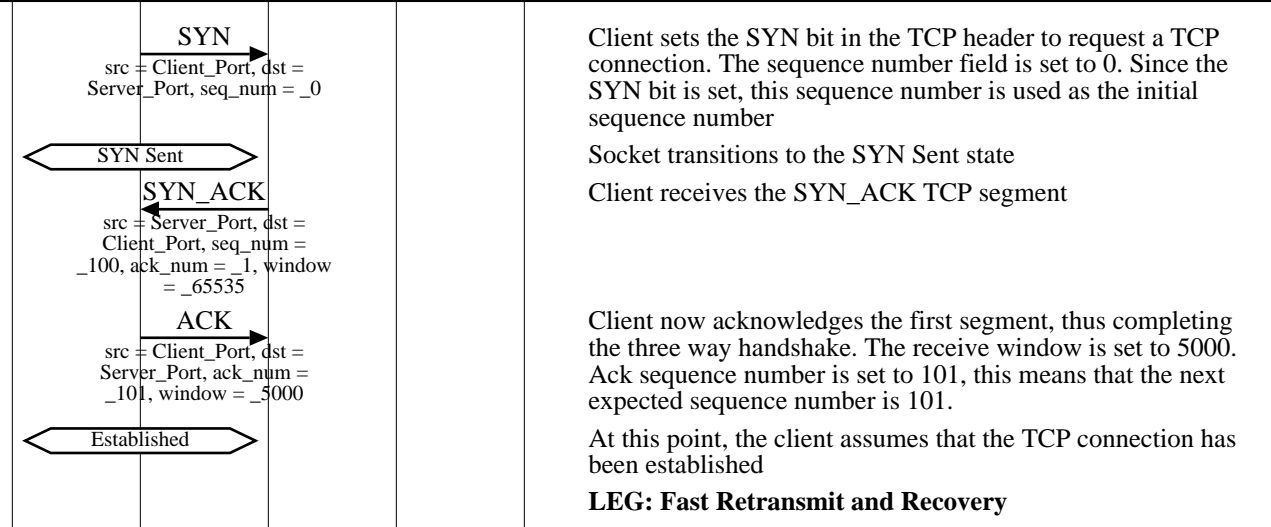 SYN
src = Client_Port, dst =
Server_Port, seq_num = _0
Client sets the SYN bit in the TCP header to request a TCP
connection. The sequence number field is set to 0. Since the
SYN bit is set, this sequence number is used as the initial
sequence number
SYN Sent
Socket transitions to the SYN Sent state
SYN_ACK
Client receives the SYN_ACK TCP segment
src = Server_Port, dst =
Client_Port, seq_num =
_100, ack_num = _1, window
= _65535
ACK
src = Client_Port, dst =
Server_Port, ack_num =
_101, window = _5000
Client now acknowledges the first segment, thus completing
the three way handshake. The receive window is set to 5000.
Ack sequence number is set to 101, this means that the next
expected sequence number is 101.
Established
At this point, the client assumes that the TCP connection has
been established
LEG: Fast Retransmit and Recovery